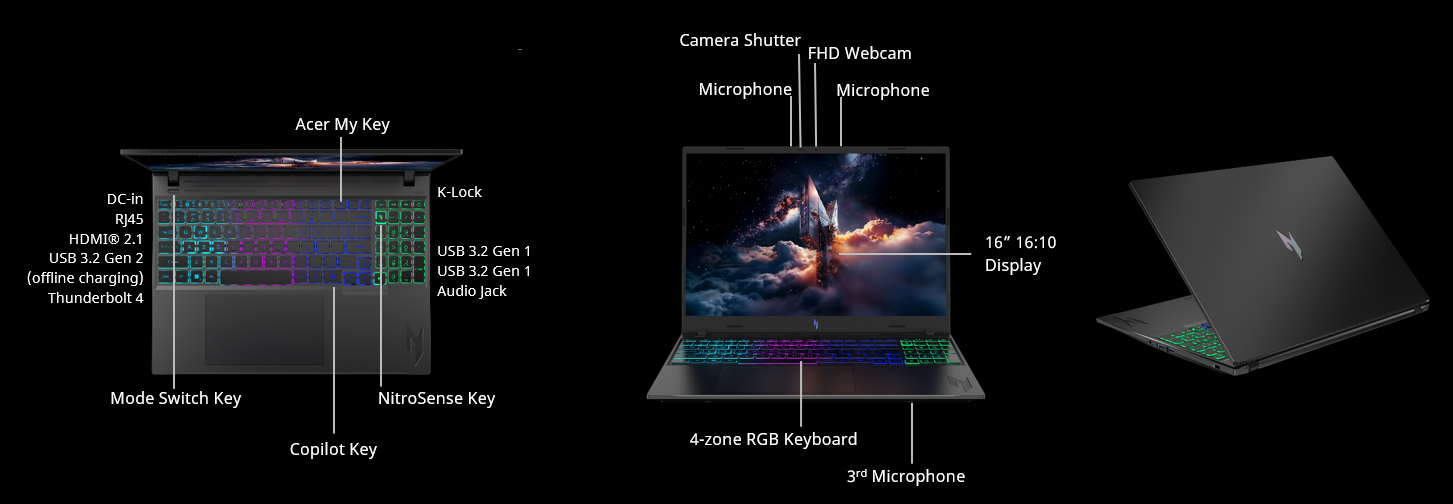 Camera Shutter
FHD Webcam
Microphone
Microphone
Acer My Key
DC-in
RJ45
HDMI® 2.1
USB 3.2 Gen 2
(offline charging)
Thunderbolt 4
K-Lock
USB 3.2 Gen 1
USB 3.2 Gen 1
Audio Jack
Mode Switch Key
NitroSense Key
Copilot Key
16” 16:10
Display
4-zone RGB Keyboard
3rd Microphone